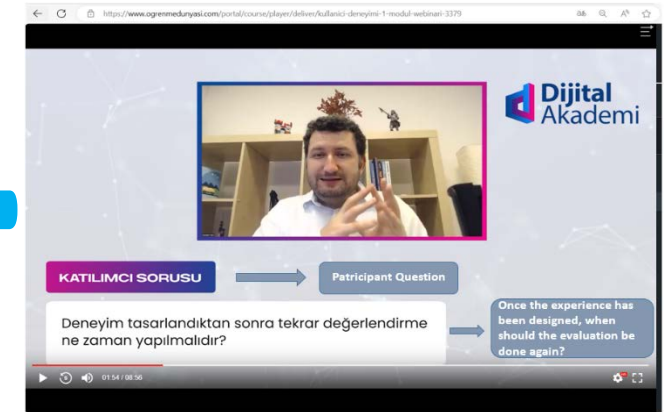 https://www.ogrenmedunyasi.com/portal/course/player/deliver/kullanici-deneyimi-1-modul-webinari-3379
Dijital
Akademi
KATILIMCI SORUSU
Patricipant Question
Deneyim tasarlandıktan sonra tekrar değerlendirme
ne zaman yapılmalıdır?
Once the experience has
been designed, when
should the evaluation be
done again?
01:54 / 08:56